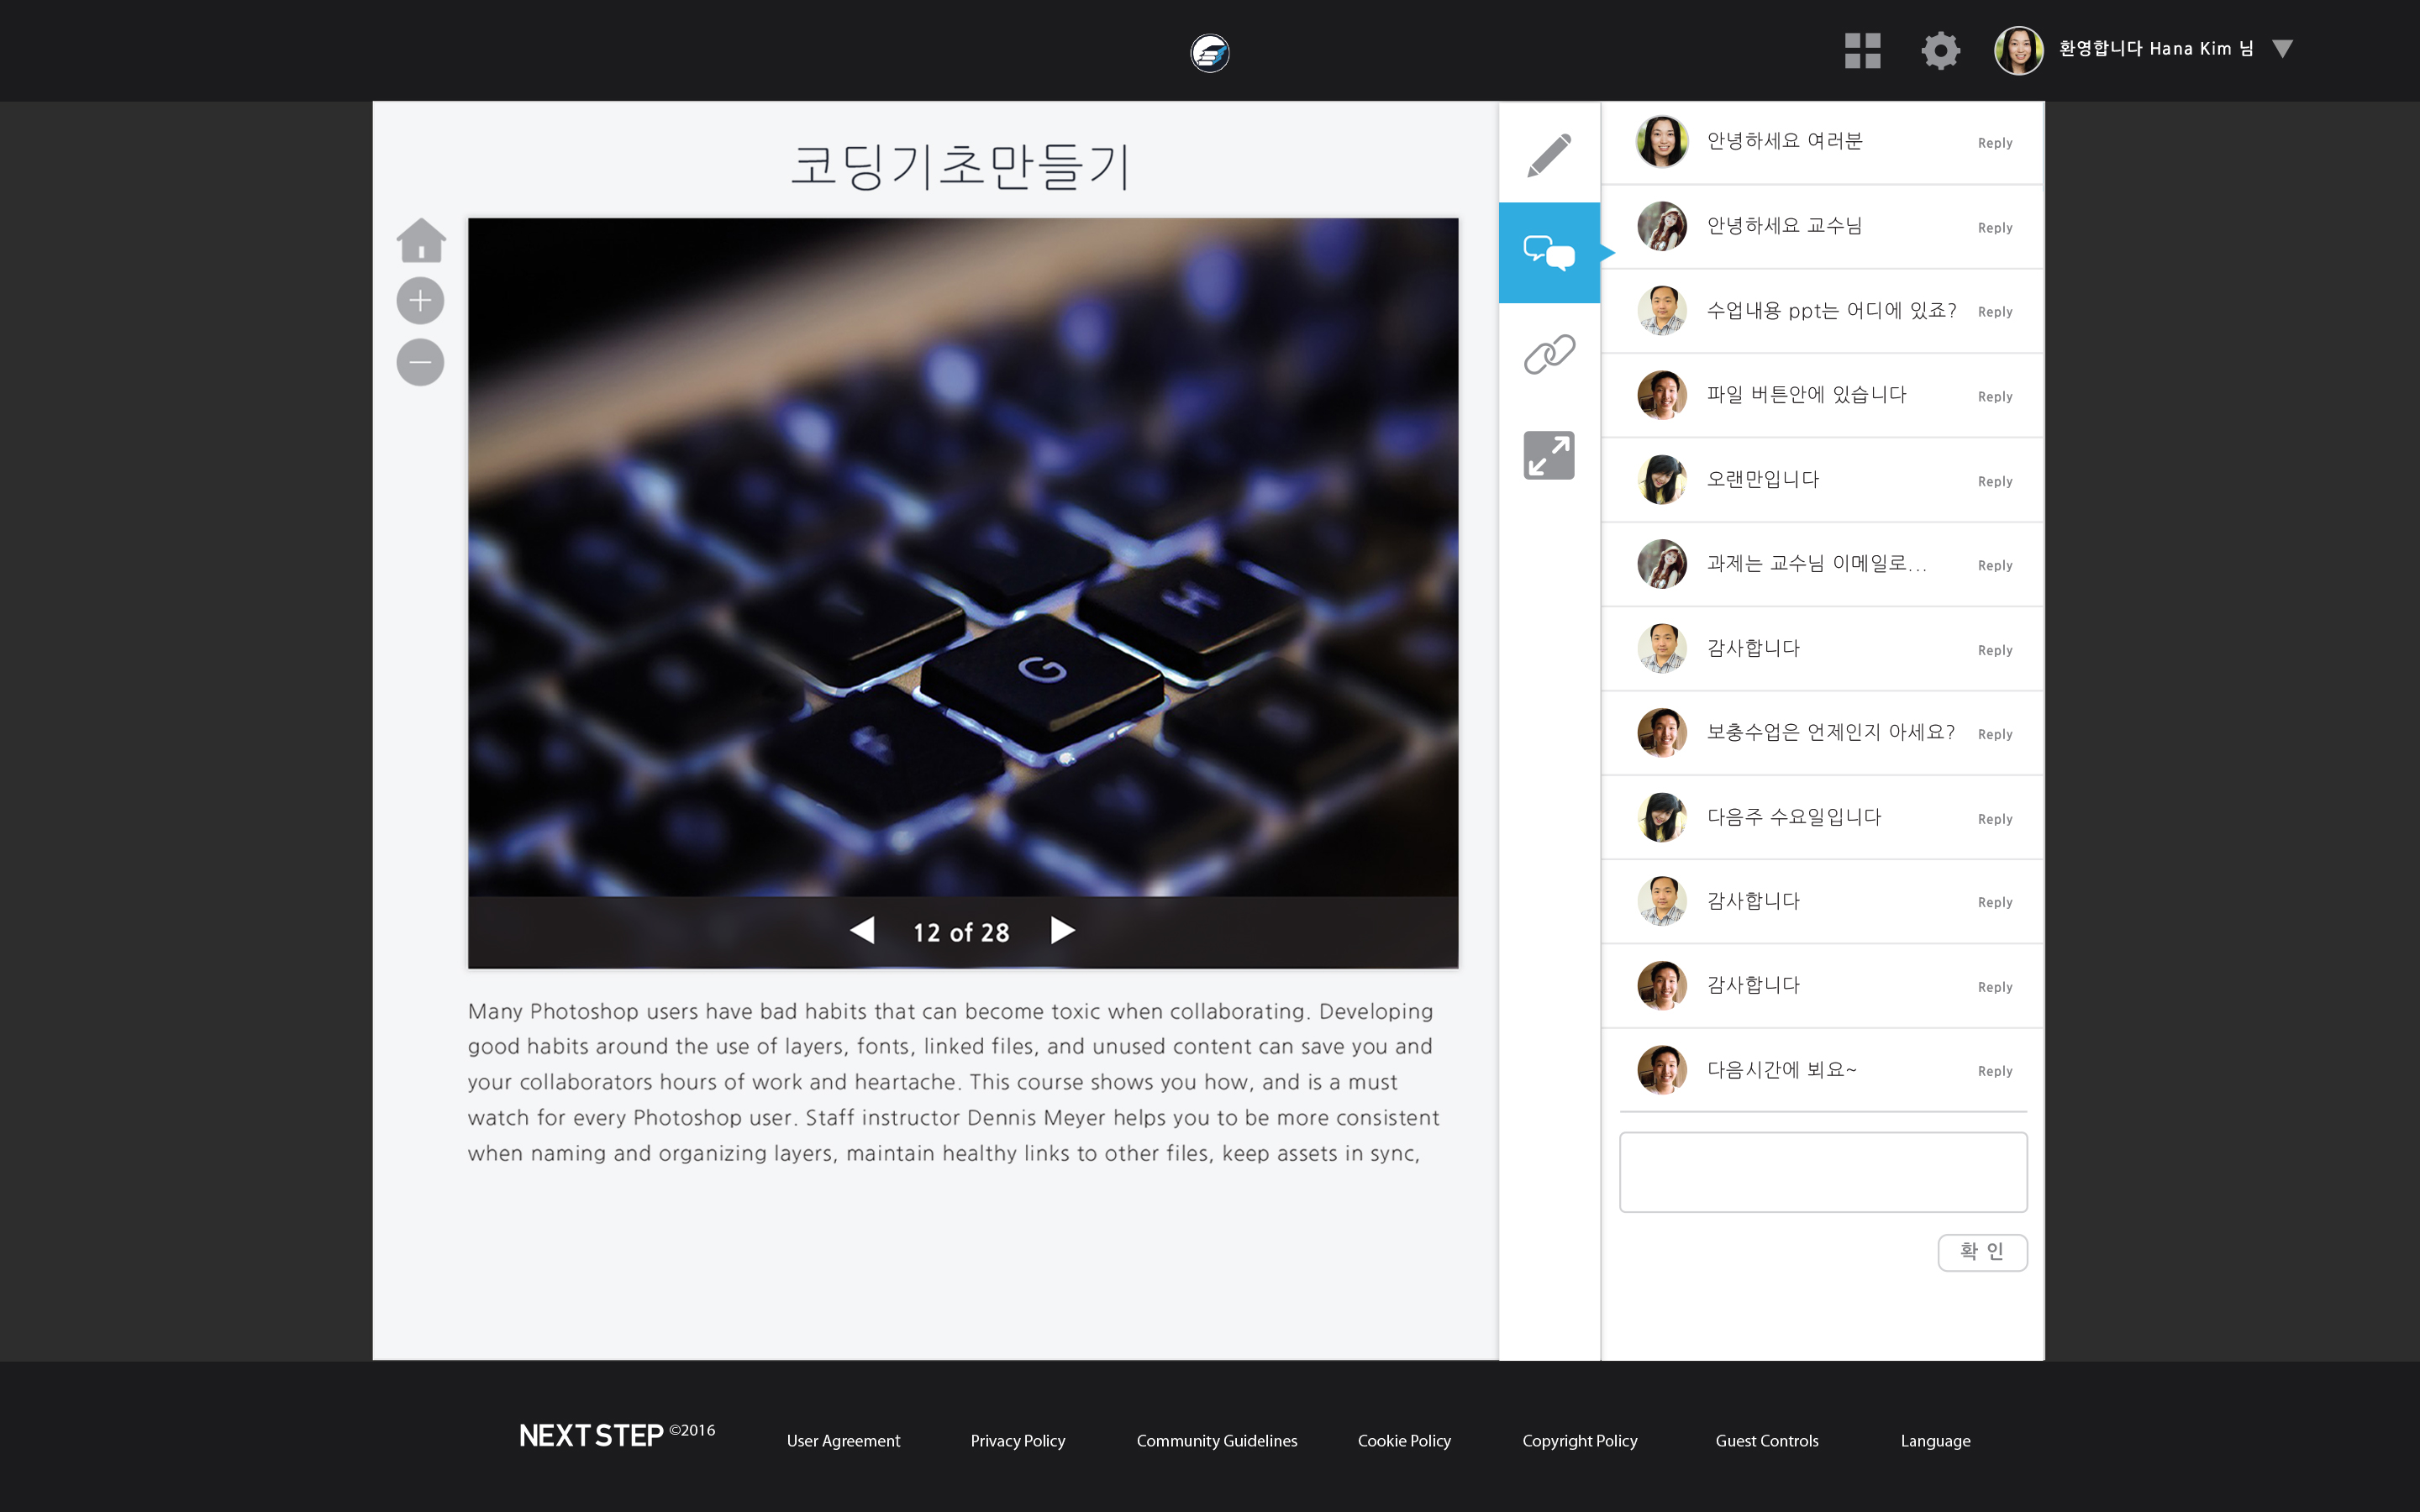 환영합니다 Hana Kim 님
코딩기초만들기
G
H
12 of 28
Many Photoshop users have bad habits that can become toxic when collaborating. Developing
good habits around the use of layers, fonts, linked files, and unused content can save you and
your collaborators hours of work and heartache. This course shows you how, and is a must
watch for every Photoshop user. Staff instructor Dennis Meyer helps you to be more consistent
when naming and organizing layers, maintain healthy links to other files, keep assets in sync,
안녕하세요 여러분 Reply
안녕하세요 교수님 Reply
수업내용 ppt는 어디에 있죠? Reply
파일 버튼안에 있습니다 Reply
오랜만입니다 Reply
과제는 교수님 이메일로... Reply
감사합니다 Reply
보충수업은 언제인지 아세요? Reply
다음주 수요일입니다 Reply
감사합니다 Reply
감사합니다 Reply
다음시간에 뵈요~ Reply
확 인
NEXT STEP ©2016 User Agreement Privacy Policy Community Guidelines Cookie Policy Copyright Policy Guest Controls Language